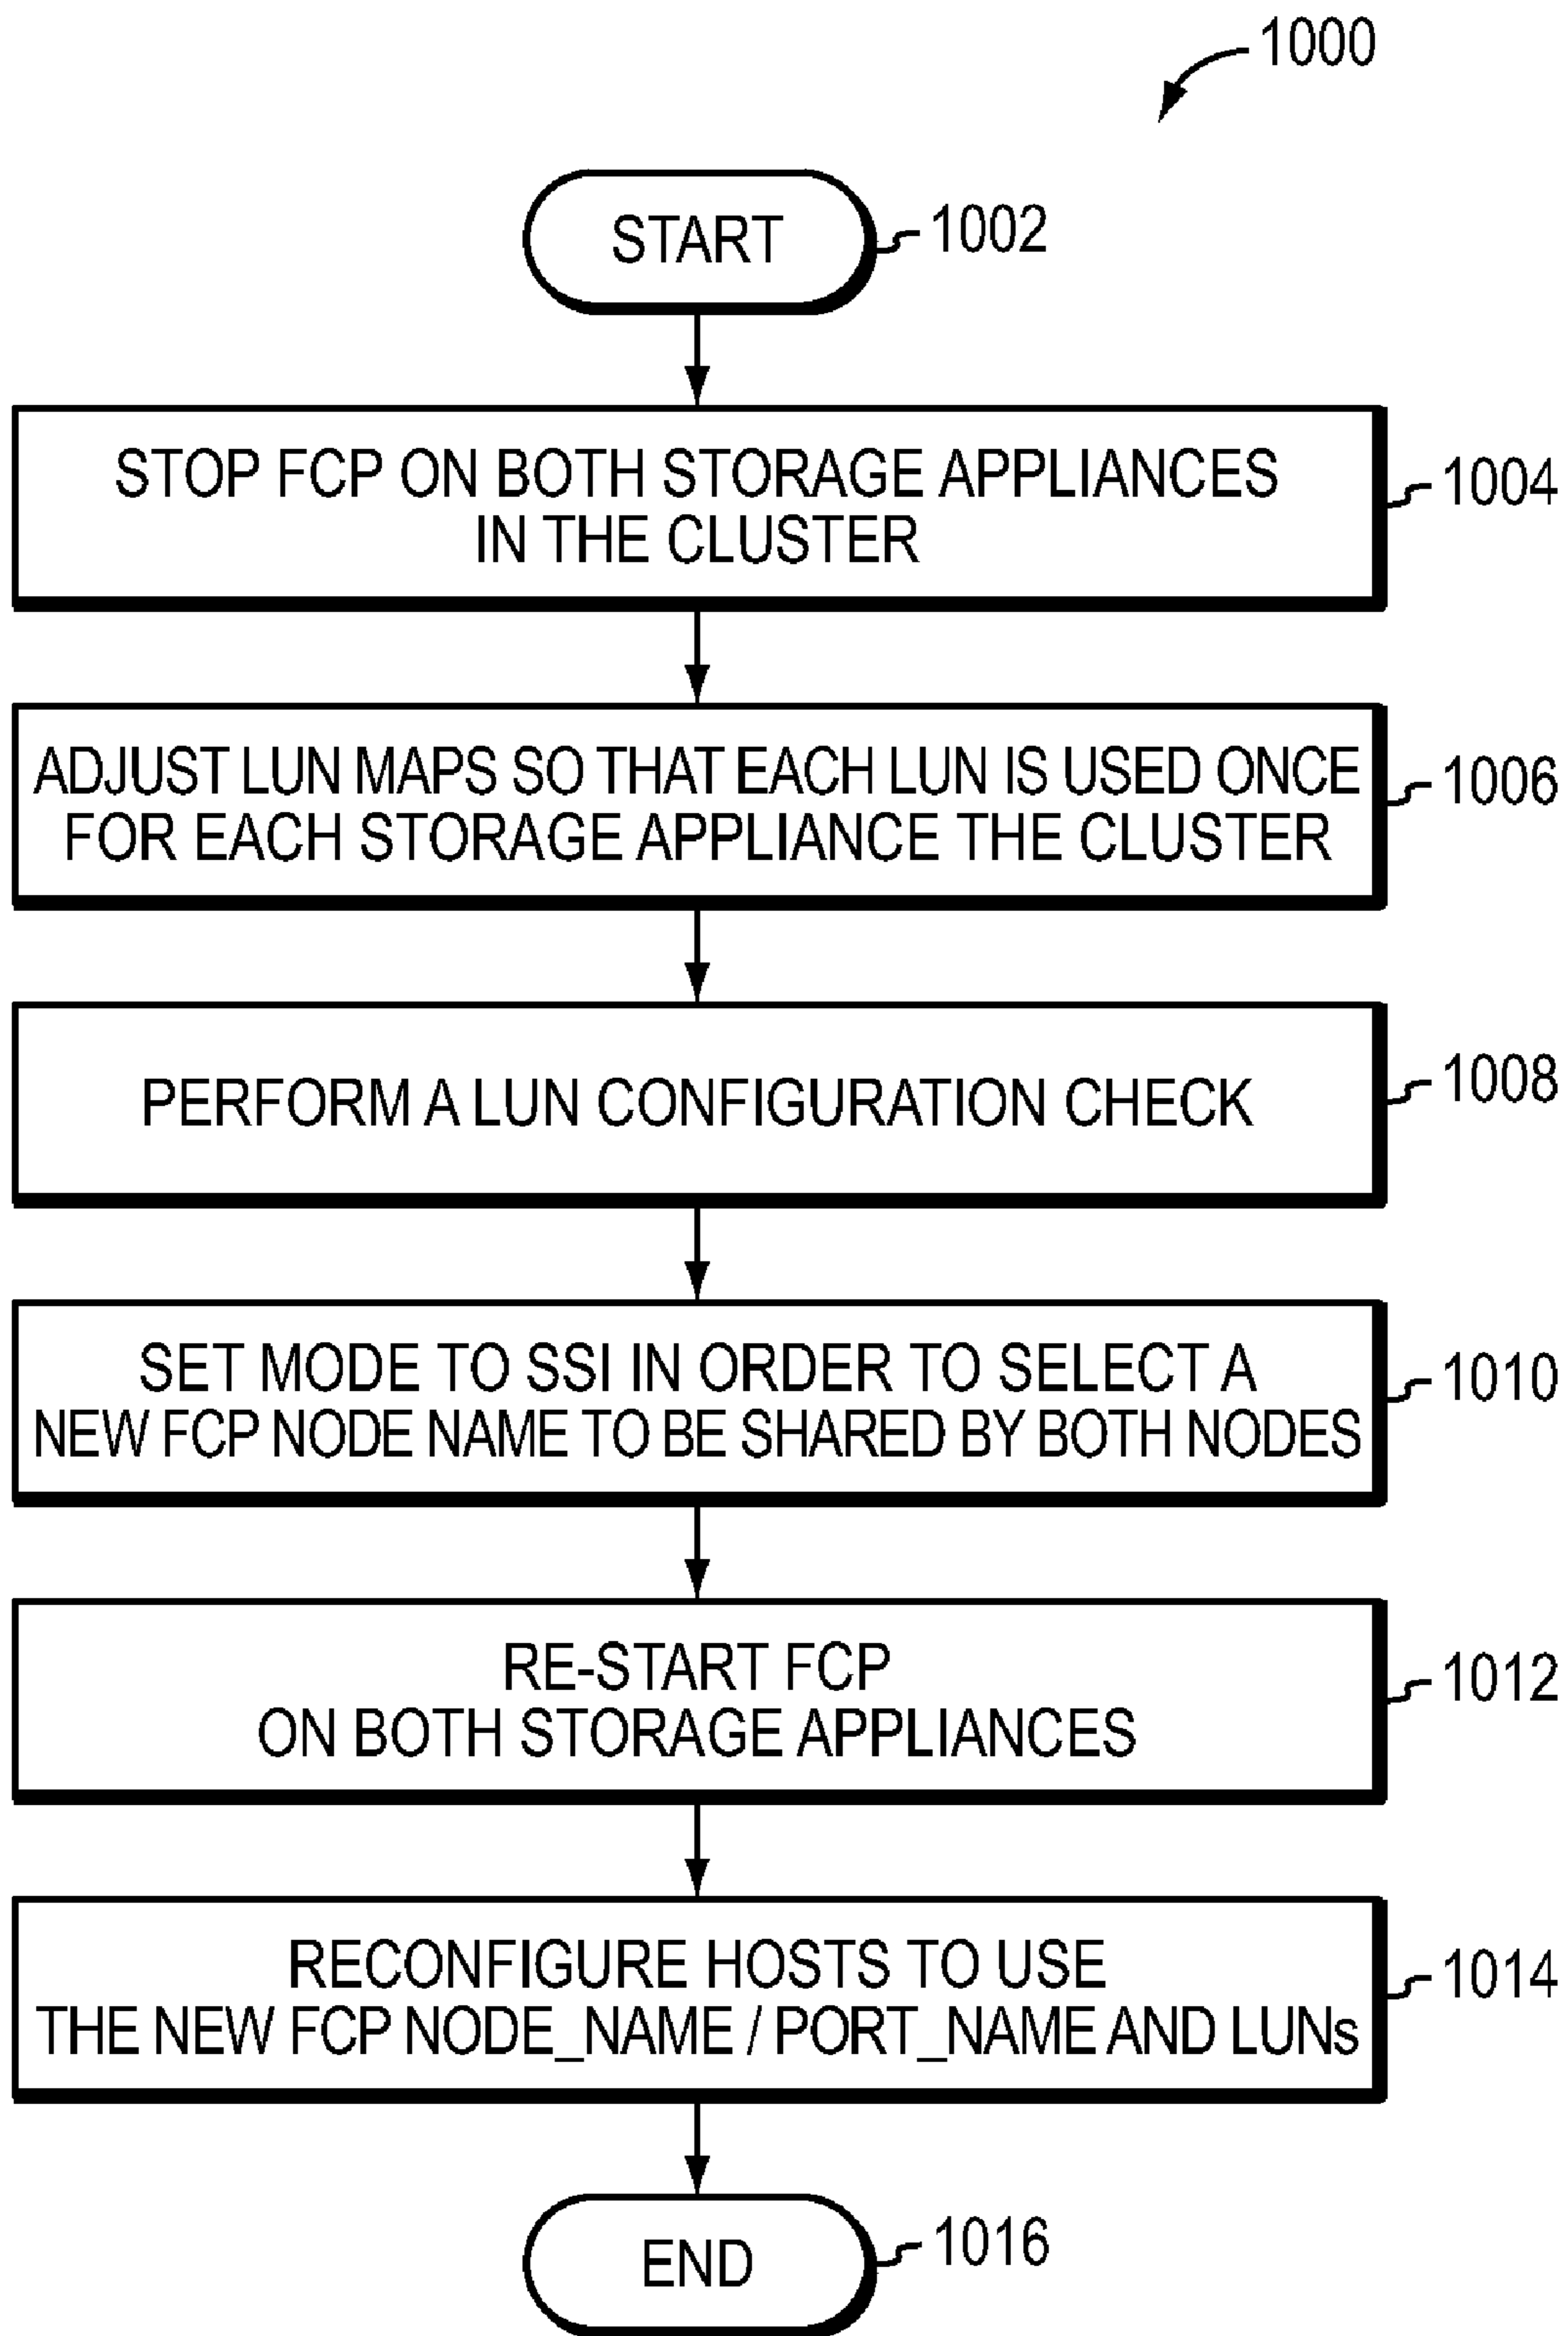 1000
START
1002
STOP FCP ON BOTH STORAGE APPLIANCES
IN THE CLUSTER
1004
ADJUST LUN MAPS SO THAT EACH LUN IS USED ONCE
FOR EACH STORAGE APPLIANCE THE CLUSTER
1006
PERFORM A LUN CONFIGURATION CHECK
1008
SET MODE TO SSI IN ORDER TO SELECT A
NEW FCP NODE NAME TO BE SHARED BY BOTH NODES
1010
RE-START FCP
ON BOTH STORAGE APPLIANCES
1012
RECONFIGURE HOSTS TO USE
THE NEW FCP NODE_NAME / PORT_NAME AND LUNs
1014
END
1016